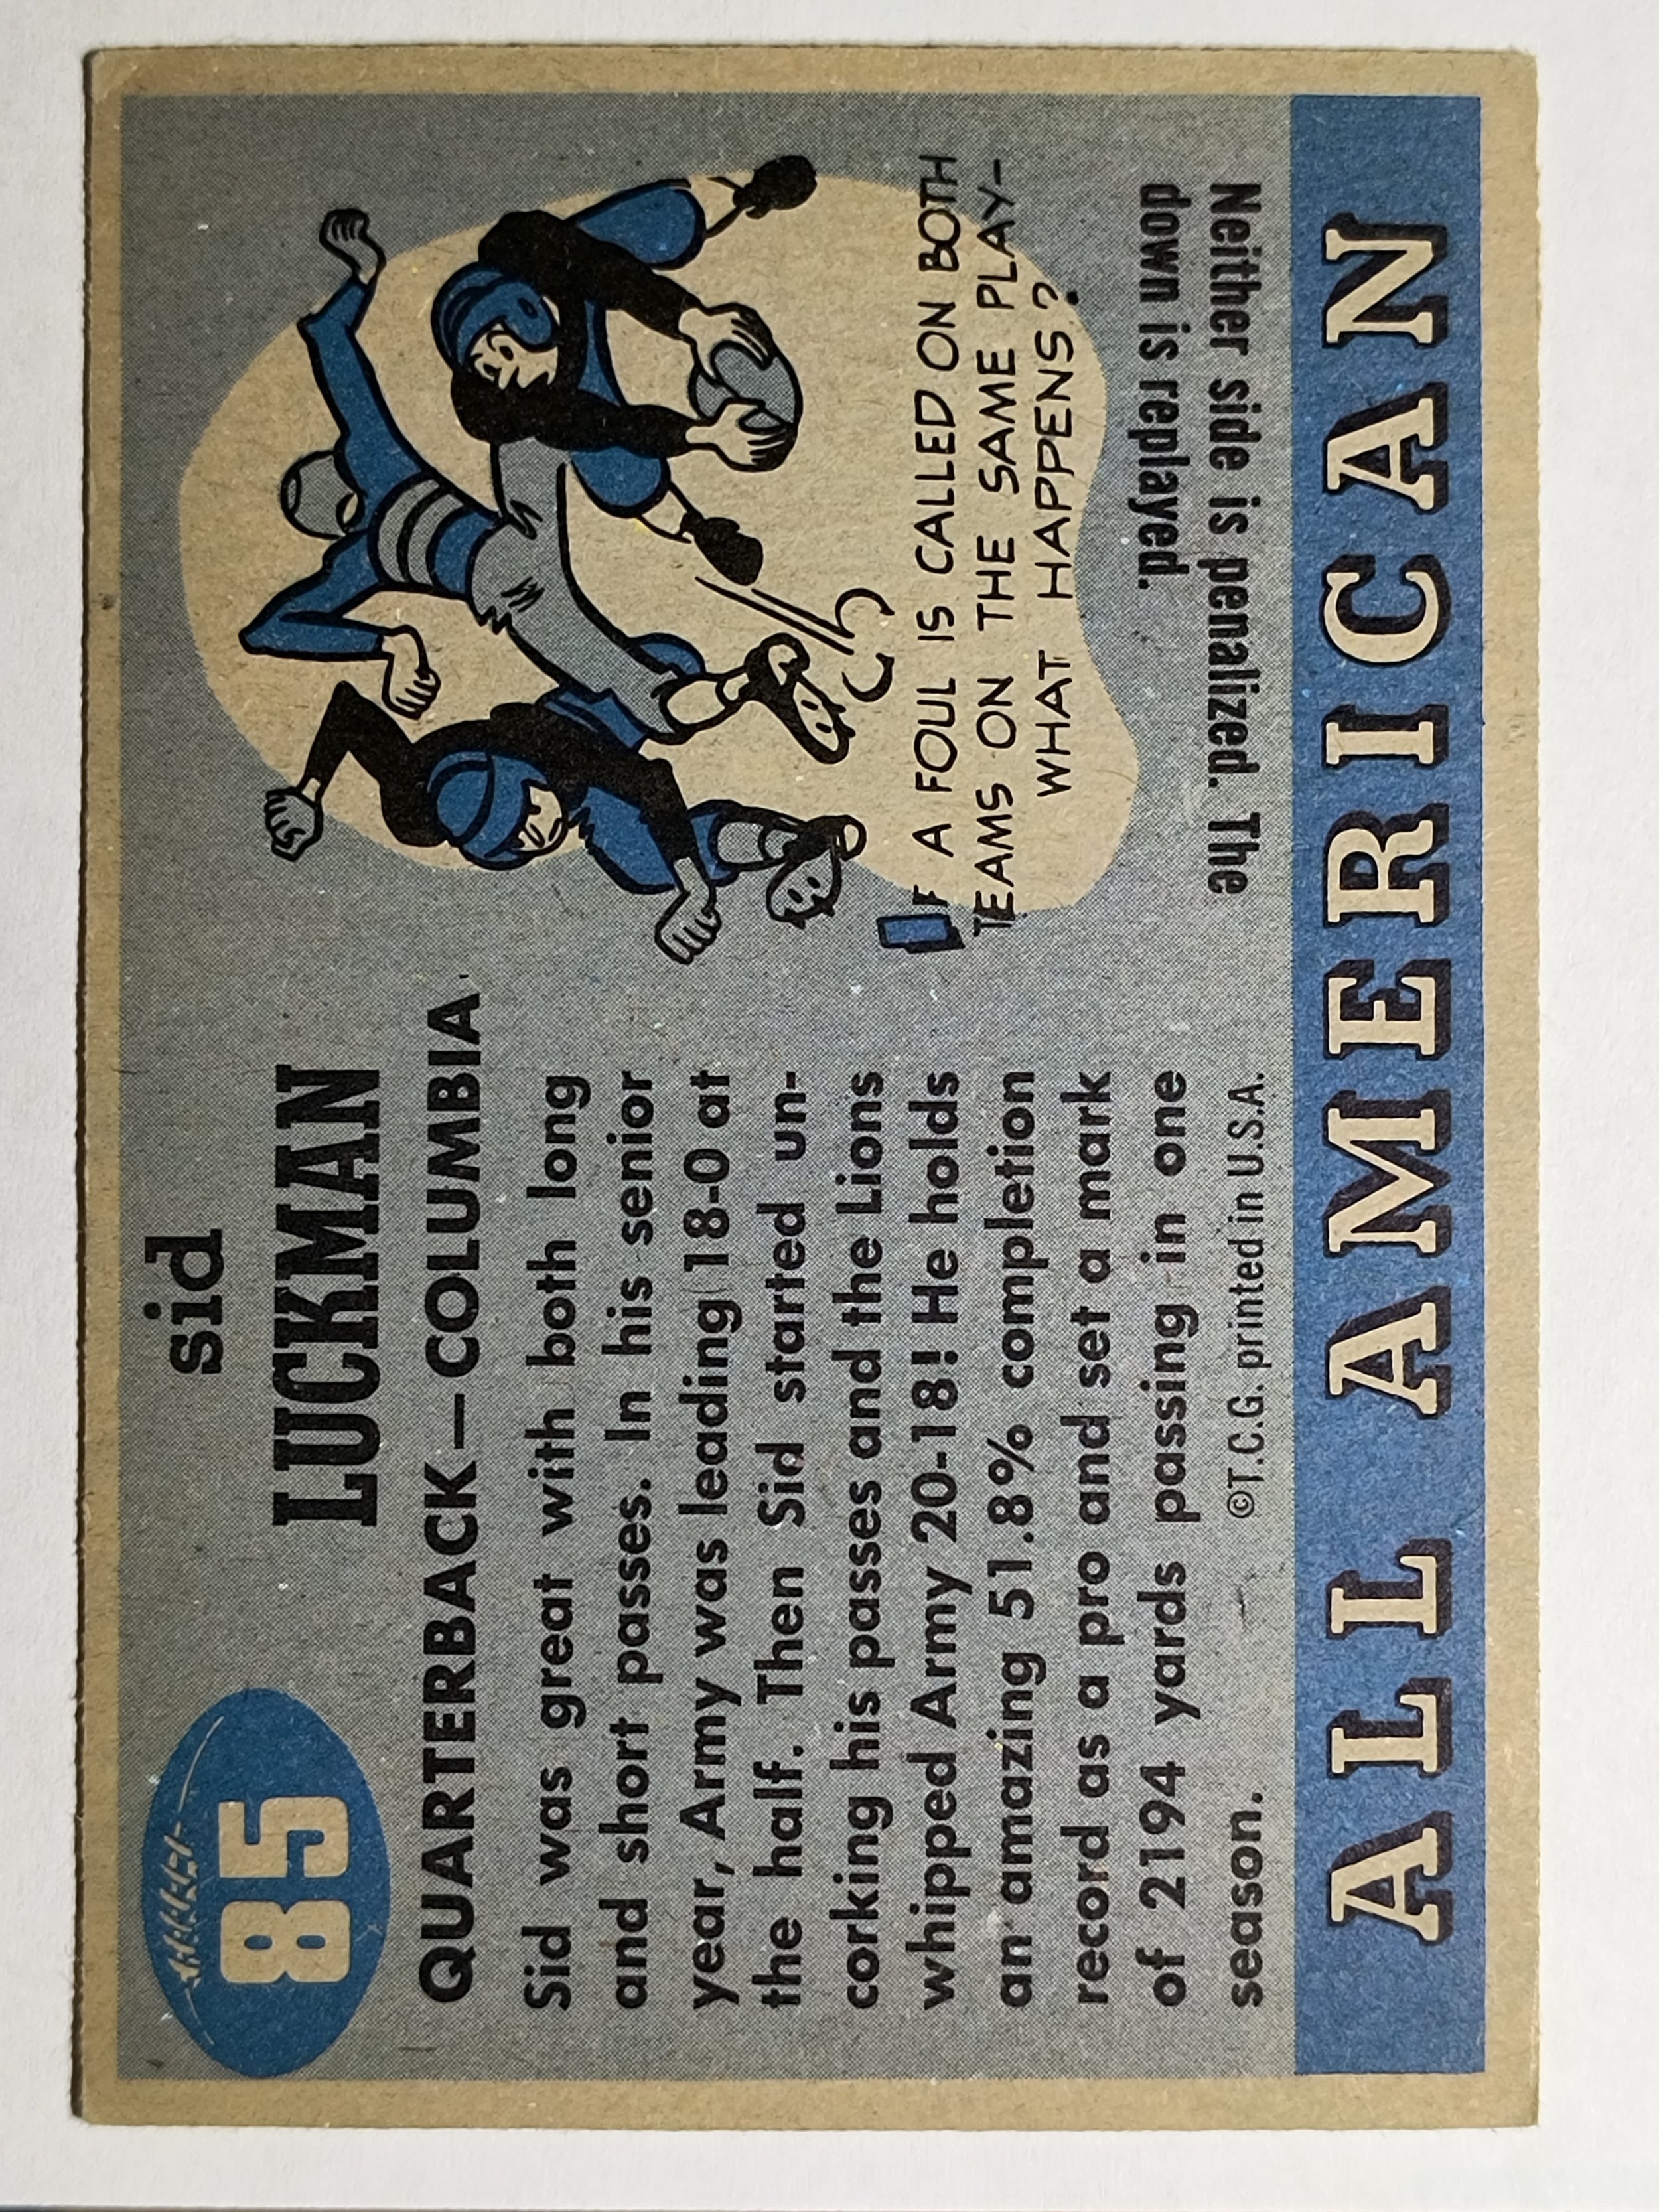 85
sid
LUCKMAN
QUARTERBACK—COLUMBIA
Sid was great with both long
and short passes. In his senior
year, Army was leading 18-0 at
the half. Then Sid started un-
corking his passes and the Lions
whipped Army 20-18! He holds
an amazing 51.8% completion
record as a pro and set a mark
of 2194 yards passing in one
season.
©T.C.G. printed in U.S.A.
IF A FOUL IS CALLED ON BOTH
TEAMS ON THE SAME PLAY-
WHAT HAPPENS?
Neither side is penalized. The
down is replayed.
ALL AMERICAN